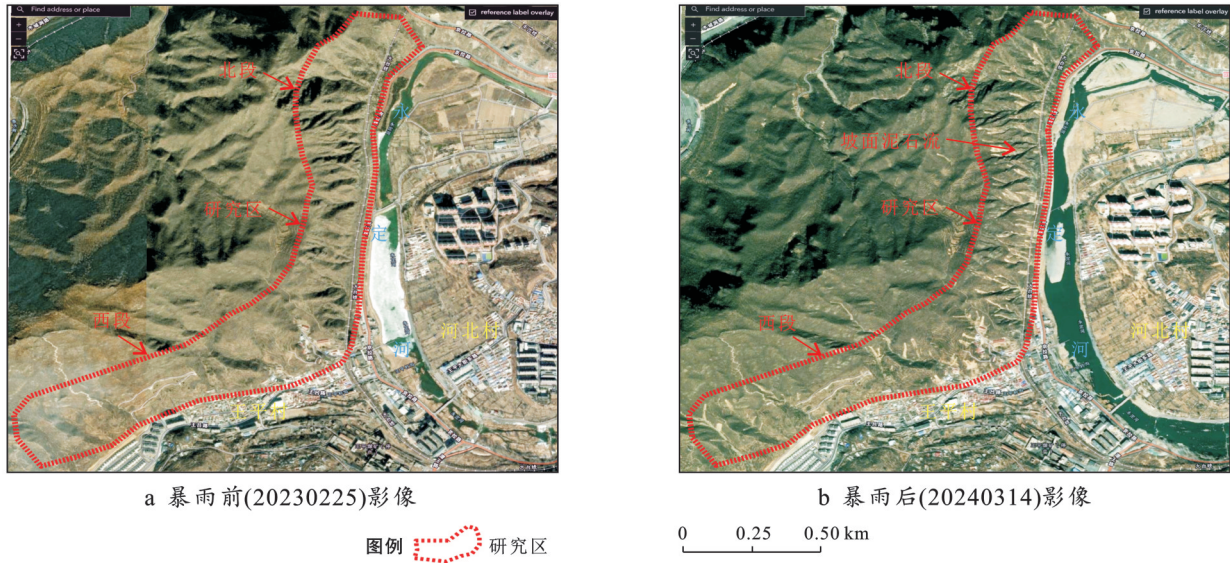 Find address or place
reference label overlay
北段
研究区
西段
永
定
河
河北村
王平村
a 暴雨前(20230225)影像
Find address or place
reference label overlay
北段
坡面泥石流
研究区
西段
永
定
河
河北村
王平村
b 暴雨后(20240314)影像
图例
研究区
0 0.25 0.50 km